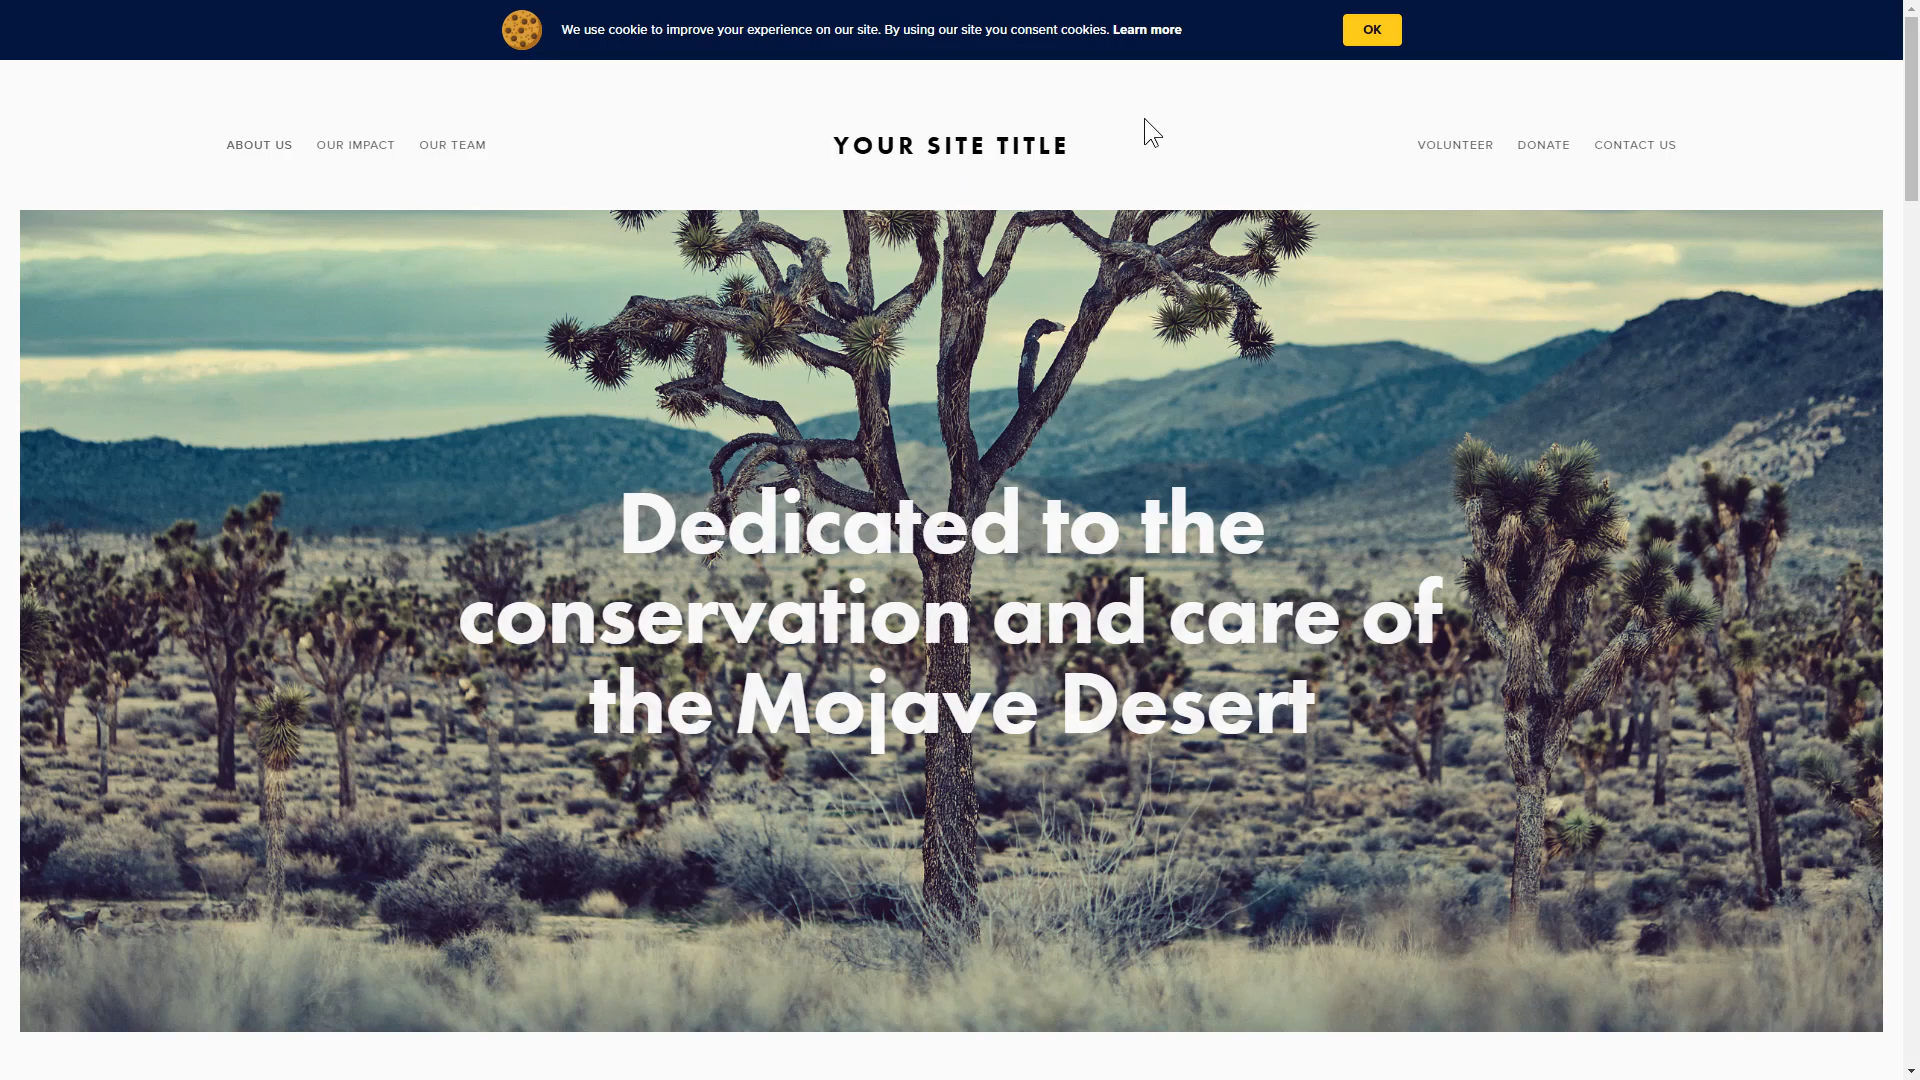 We use cookie to improve your experience on our site. By using our site you consent cookies. Learn more
OK
ABOUT US OUR IMPACT OUR TEAM
YOUR SITE TITLE
VOLUNTEER DONATE CONTACT US
Dedicated to the
conservation and care of
the Mojave Desert